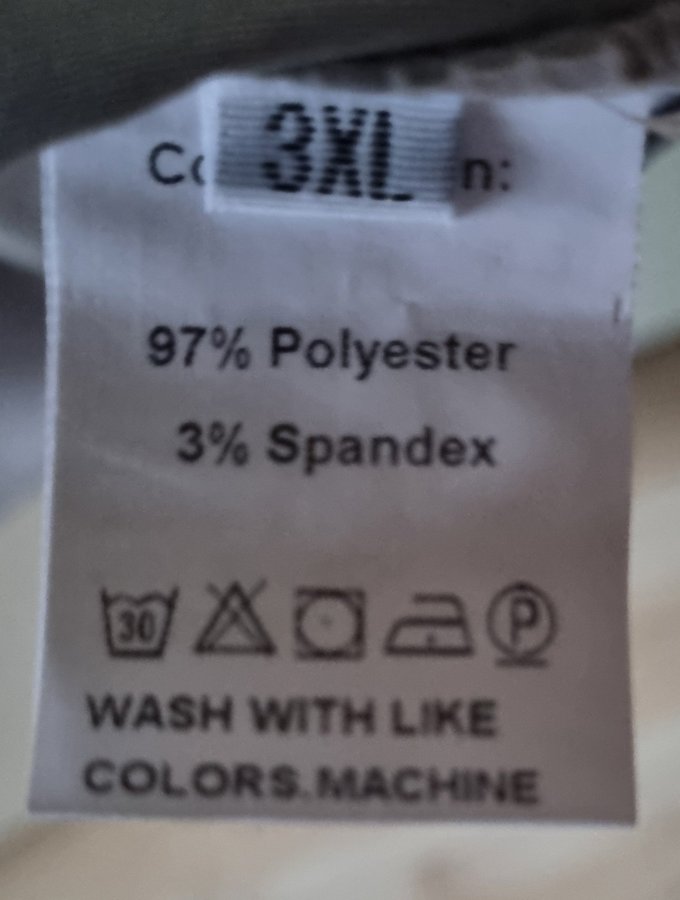 3XL
97% Polyester
3% Spandex
30
P
WASH WITH LIKE
COLORS.MACHINE